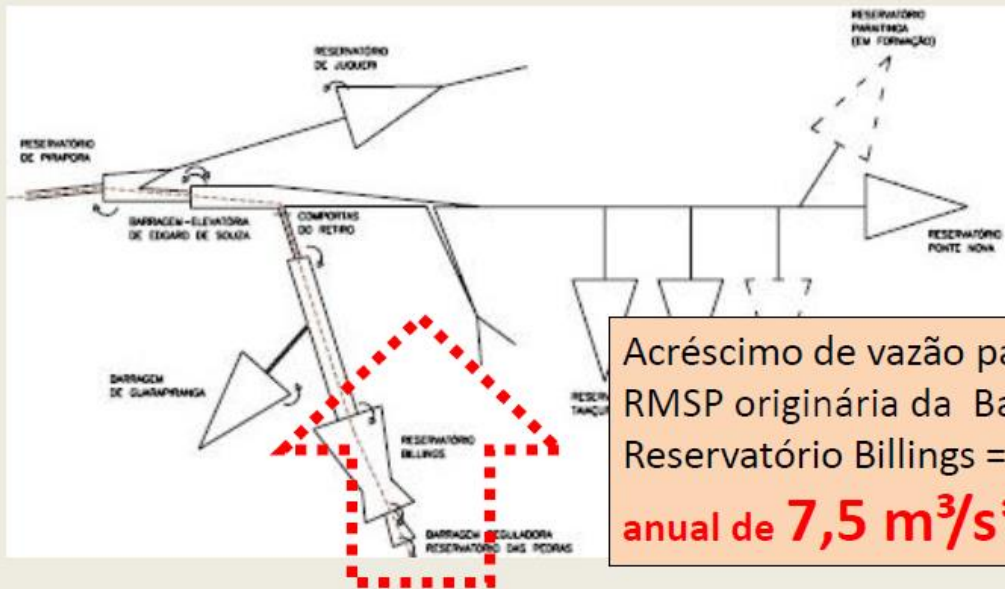 RESERVATÓRIO
PARAITINGA
(EM FORMAÇÃO)
RESERVATÓRIO
DE JUQUERI
RESERVATÓRIO
DE PIRAPORA
BARRAGEM-ELEVATÓRIA
DE EDGARD DE SOUZA
COMPORTAS
DO RETIRO
RESERVATÓRIO
PONTE NOVA
BARRAGEM
DE GUARAPIRANGA
RESERVATÓRIO
BILLINGS
BARRAGEM REGULADORA
RESERVATÓRIO DAS PEDRAS
RESER
TAIAÇU
Acréscimo de vazão pa
RMSP originária da Ba
Reservatório Billings =
anual de 7,5 m³/s